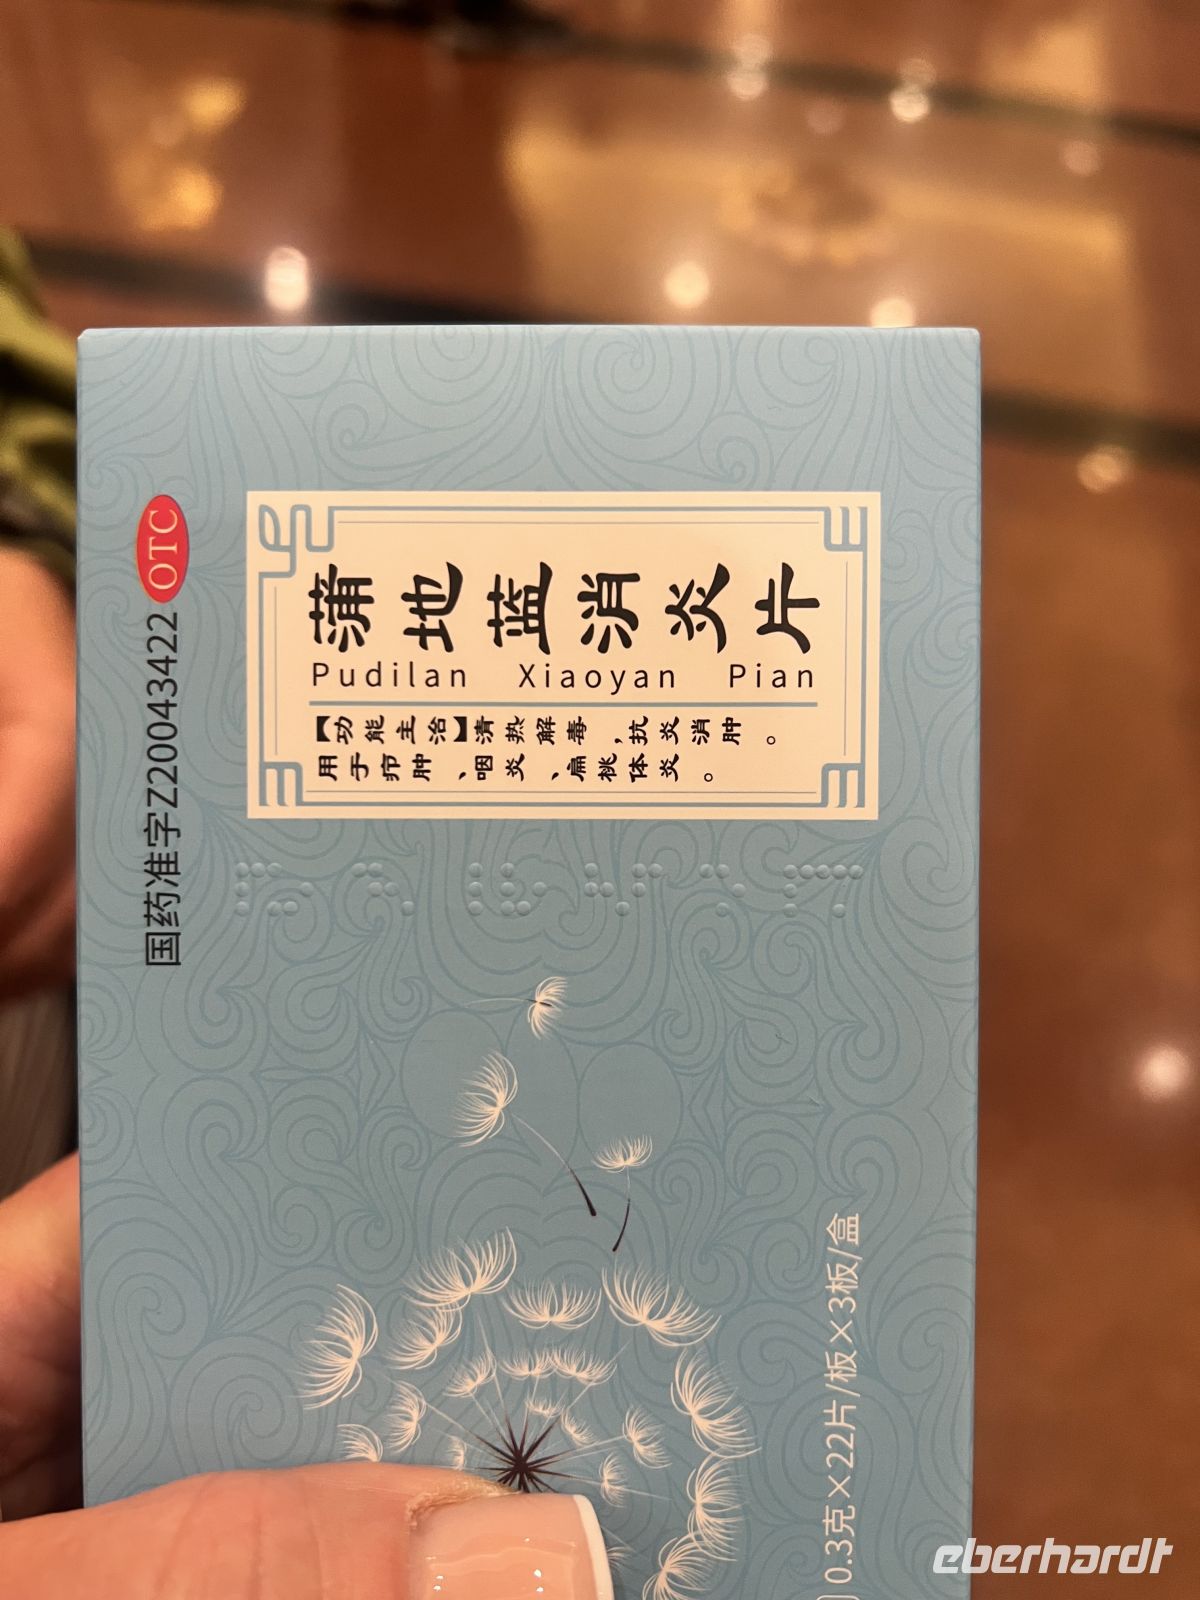 OTC
国药准字Z20043422
蒲地蓝消炎片
Pudilan Xiaoyan Pian
【功能主治】清热解毒，抗炎消肿。
用于疖肿、咽炎、扁桃体炎。
0.3克×22片/板×3板/盒
eberhardt